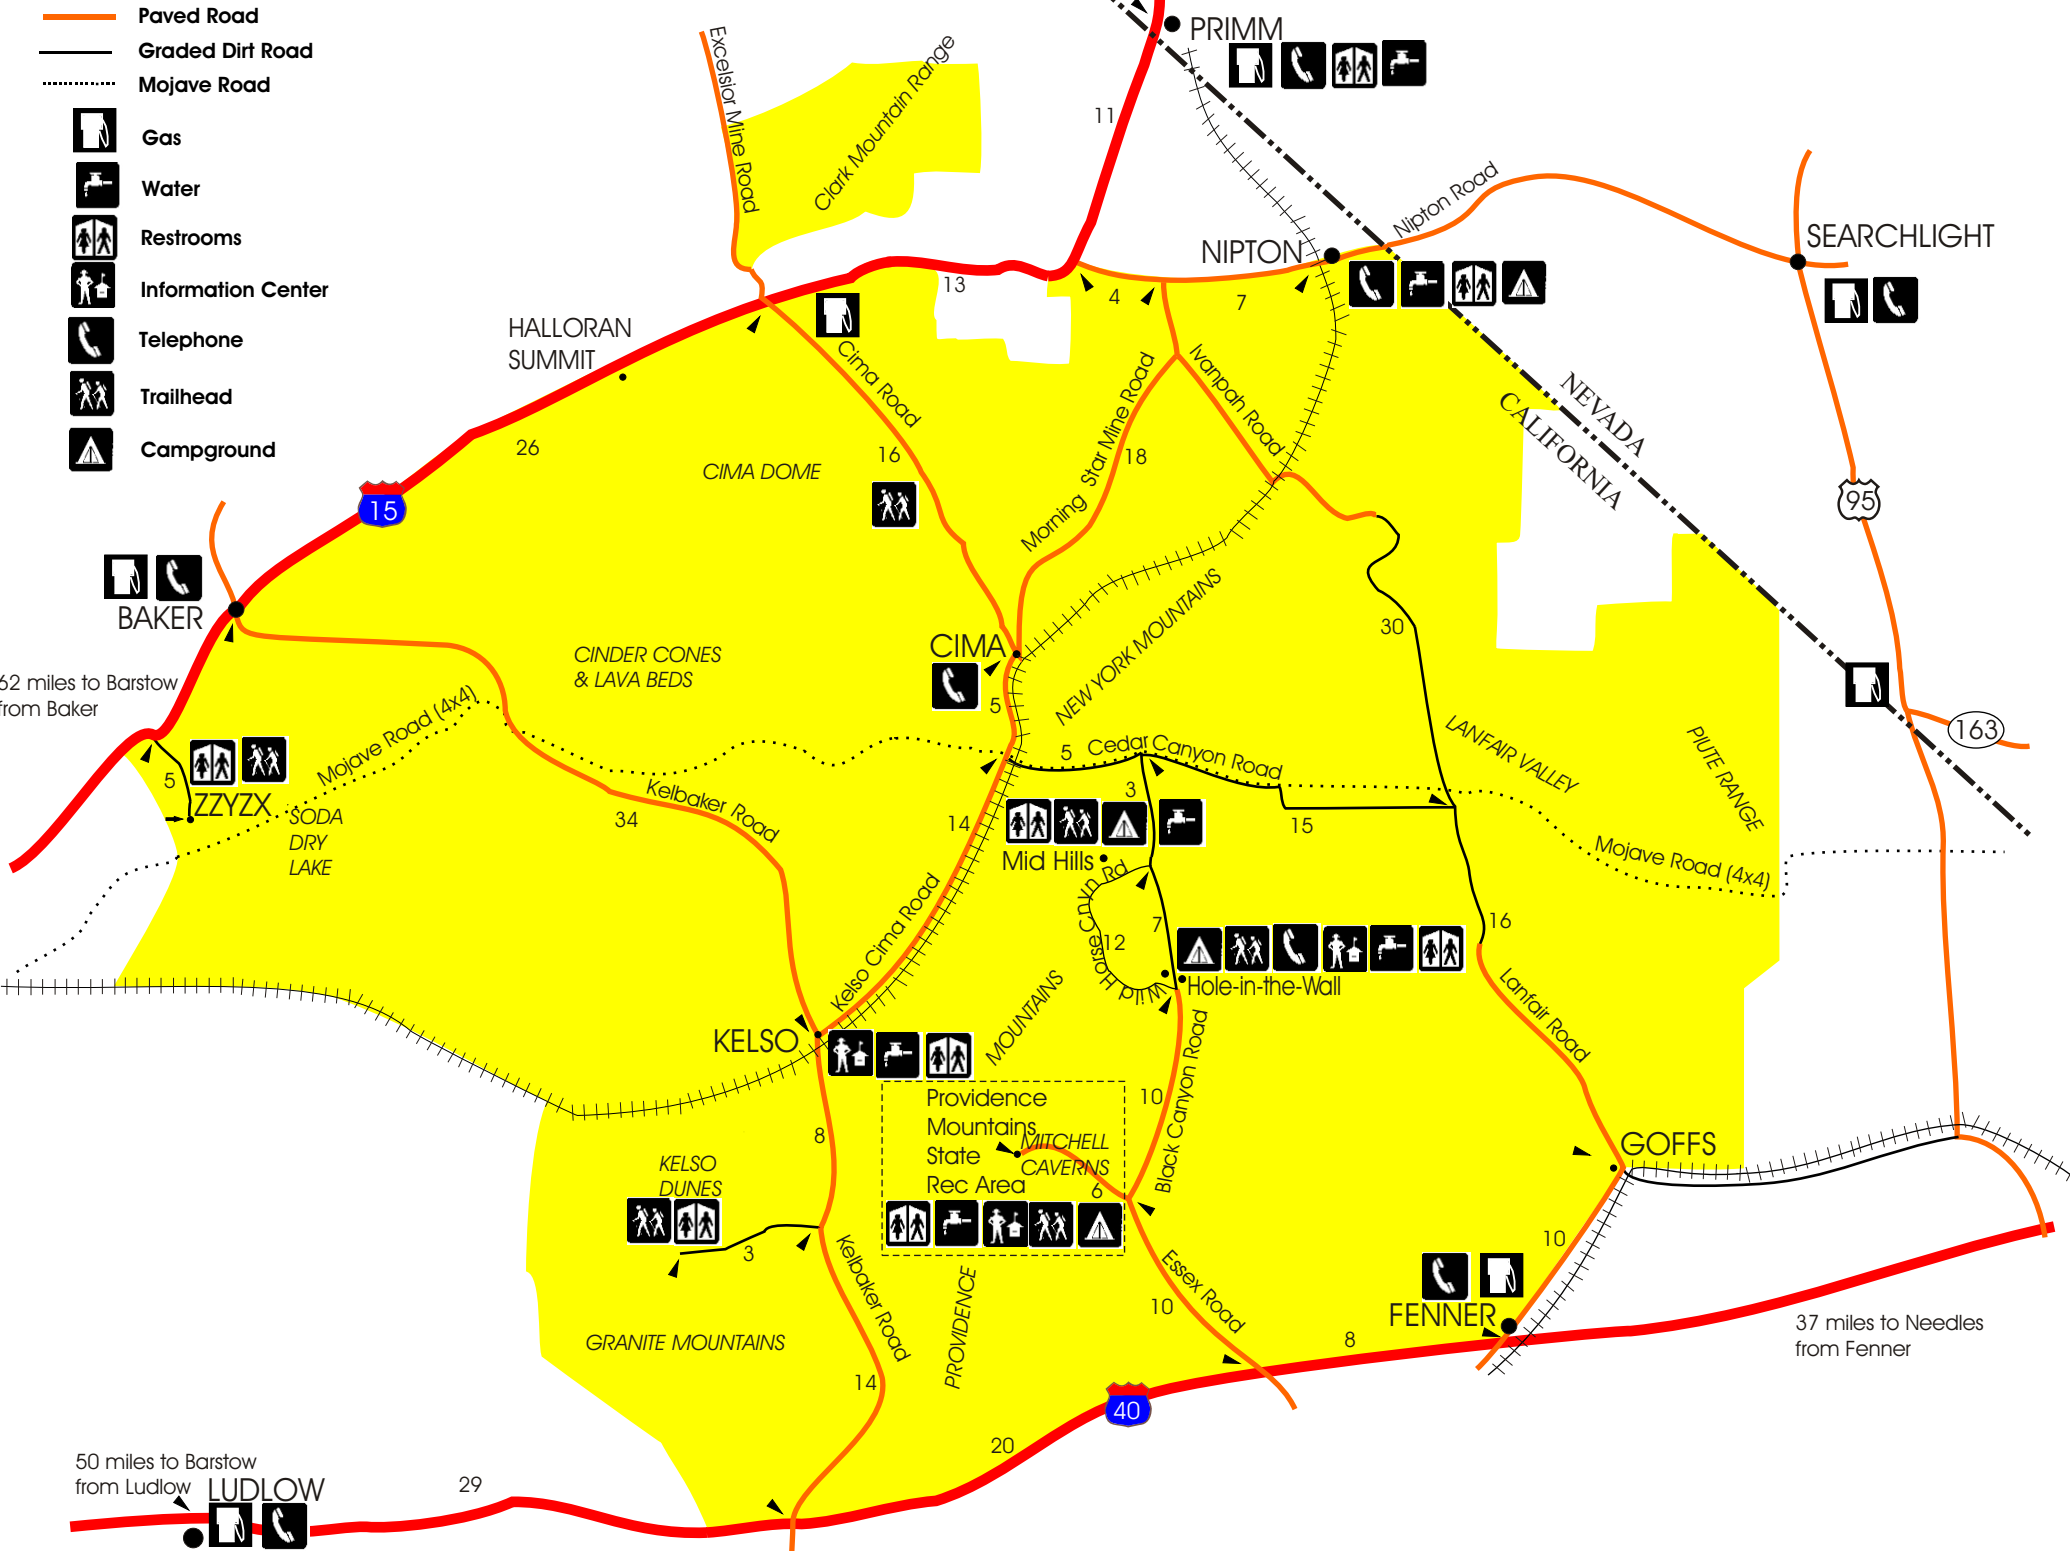 Paved Road
Graded Dirt Road
Mojave Road
Gas
Water
Restrooms
Information Center
Telephone
Trailhead
Campground
Excelsior Mine Road
Clark Mountain Range
PRIMM
11
Nipton Road
NIPTON
SEARCHLIGHT
13
4
7
HALLORAN
SUMMIT
Cima Road
Morning Star Mine Road
Ivanpah Road
NEVADA
CALIFORNIA
26
16
18
CIMA DOME
15
95
BAKER
30
CIMA
CINDER CONES
& LAVA BEDS
NEW YORK MOUNTAINS
62 miles to Barstow
from Baker
Mojave Road (4x4)
5
LANFAIR VALLEY
PIUTE RANGE
163
5
Cedar Canyon Road
5
ZZYZX
SODA
DRY
LAKE
Kelbaker Road
34
14
3
15
Mid Hills
Mojave Road (4x4)
Kelso Cima Road
Wild Horse Cnyn Rd
7
12
16
Hole-in-the-Wall
Lanfair Road
KELSO
MOUNTAINS
Black Canyon Road
10
Providence
Mountains
State
Rec Area
MITCHELL
CAVERNS
6
8
GOFFS
KELSO
DUNES
3
Kelbaker Road
PROVIDENCE
Essex Road
10
10
FENNER
GRANITE MOUNTAINS
8
37 miles to Needles
from Fenner
14
40
20
50 miles to Barstow
from Ludlow
LUDLOW
29